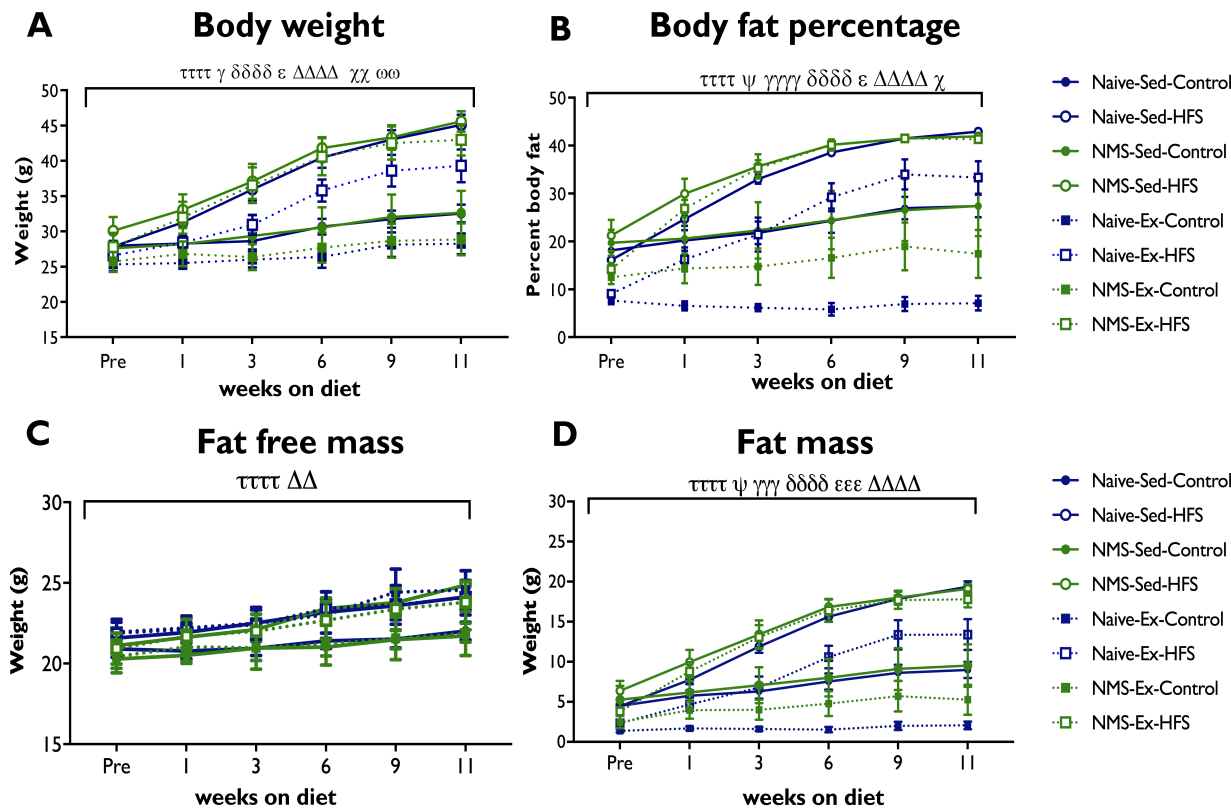 A
Body weight
ττττ γ δδδδ ε ΔΔΔΔ χχ ωω
Weight (g)
50
45
40
35
30
25
20
15
Pre
1
3
6
9
11
weeks on diet
B
Body fat percentage
ττττ ψ γγγγ δδδδ ε ΔΔΔΔ χ
Percent body fat
50
40
30
20
10
0
Pre
1
3
6
9
11
weeks on diet
Naive-Sed-Control
Naive-Sed-HFS
NMS-Sed-Control
NMS-Sed-HFS
Naive-Ex-Control
Naive-Ex-HFS
NMS-Ex-Control
NMS-Ex-HFS
C
Fat free mass
ττττ ΔΔ
Weight (g)
30
25
20
15
Pre
1
3
6
9
11
weeks on diet
D
Fat mass
ττττ ψ γγγ δδδδ εεε ΔΔΔΔ
Weight (g)
30
25
20
15
10
5
0
Pre
1
3
6
9
11
weeks on diet
Naive-Sed-Control
Naive-Sed-HFS
NMS-Sed-Control
NMS-Sed-HFS
Naive-Ex-Control
Naive-Ex-HFS
NMS-Ex-Control
NMS-Ex-HFS